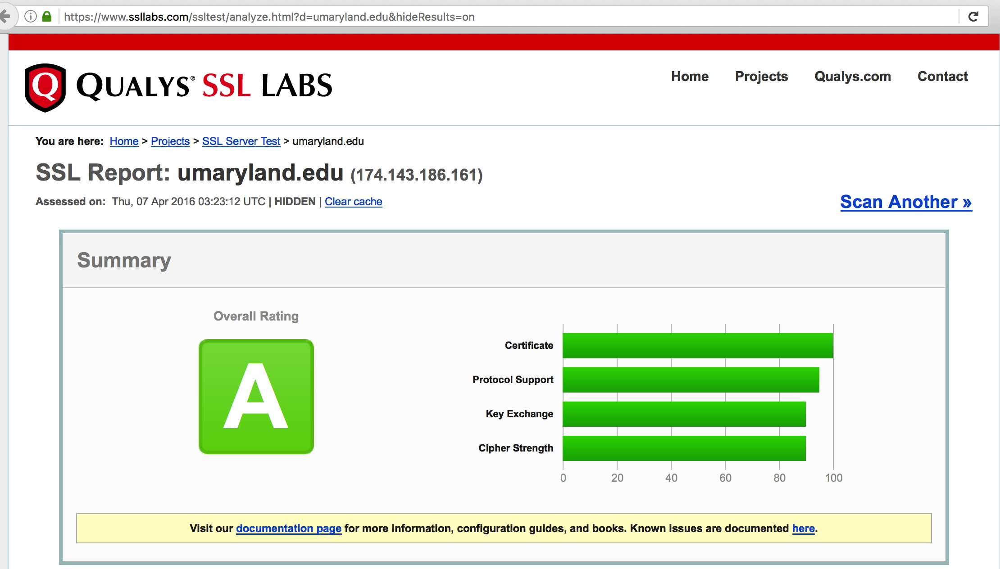 https://www.ssllabs.com/ssltest/analyze.html?d=umaryland.edu&hideResults=on
Q QUALYS® SSL LABS
Home Projects Qualys.com Contact
You are here: Home > Projects > SSL Server Test > umaryland.edu
SSL Report: umaryland.edu (174.143.186.161)
Assessed on: Thu, 07 Apr 2016 03:23:12 UTC | HIDDEN | Clear cache
Scan Another »
Summary
Overall Rating
A
Certificate
Protocol Support
Key Exchange
Cipher Strength
0 20 40 60 80 100
Visit our documentation page for more information, configuration guides, and books. Known issues are documented here.